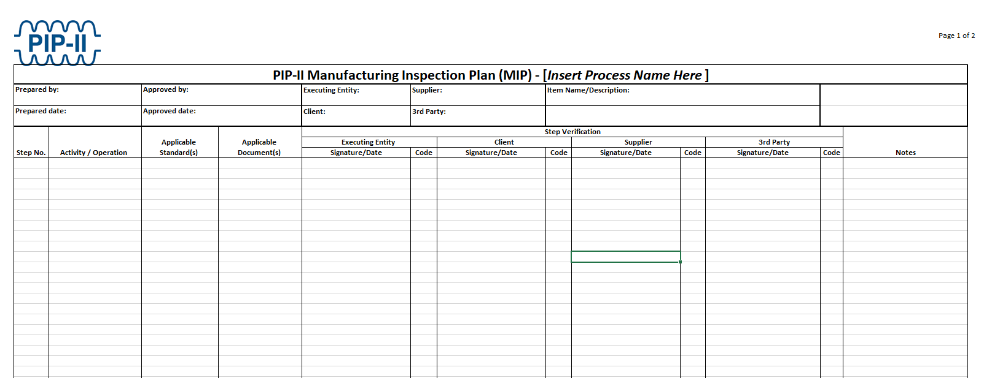 PIP-II
Page 1 of 2
PIP-II Manufacturing Inspection Plan (MIP) - [Insert Process Name Here ]
Prepared by: Approved by: Executing Entity: Supplier: Item Name/Description:
Prepared date: Approved date: Client: 3rd Party:
Step Verification
Applicable Applicable Executing Entity Client Supplier 3rd Party
Step No. Activity / Operation Standard(s) Document(s) Signature/Date Code Signature/Date Code Signature/Date Code Signature/Date Code Notes